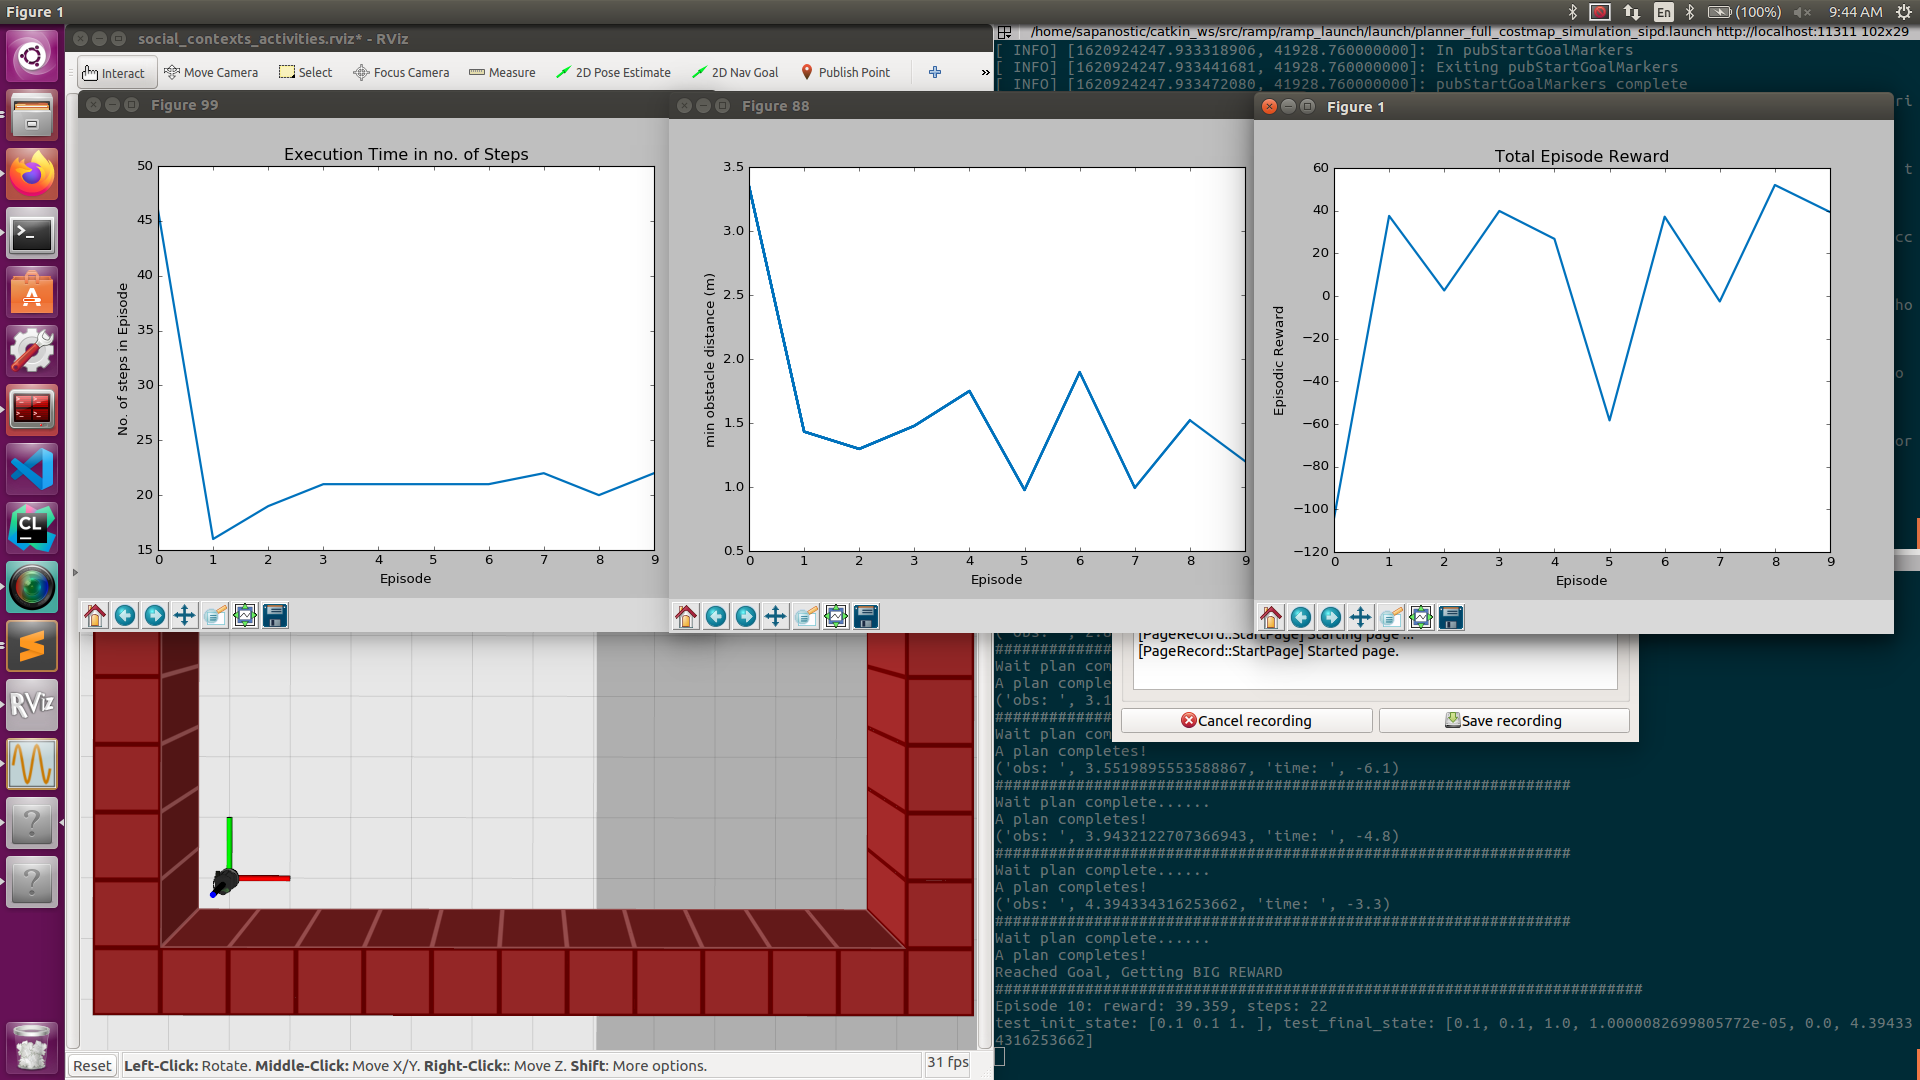 Figure 1
En
(100%)
9:44 AM
social_contexts_activities.rviz* - RViz
Interact
Move Camera
Select
Focus Camera
Measure
2D Pose Estimate
2D Nav Goal
Publish Point
»
/home/sapanostic/catkin_ws/src/ramp/ramp_launch/launch/planner_full_costmap_simulation_sipd.launch http://localhost:11311 102x29
[ INFO] [1620924247.933318906, 41928.760000000]: In pubStartGoalMarkers
[ INFO] [1620924247.933441681, 41928.760000000]: Exiting pubStartGoalMarkers
[ INFO] [1620924247.933472080, 41928.760000000]: pubStartGoalMarkers complete
ri
t
cc
ho
o
or
Figure 99
Execution Time in no. of Steps
50
45
40
35
30
25
20
15
No. of steps in Episode
0 1 2 3 4 5 6 7 8 9
Episode
Figure 88
3.5
3.0
2.5
2.0
1.5
1.0
0.5
min obstacle distance (m)
0 1 2 3 4 5 6 7 8 9
Episode
Figure 1
Total Episode Reward
60
40
20
0
−20
−40
−60
−80
−100
−120
Episodic Reward
0 1 2 3 4 5 6 7 8 9
Episode
CL
RViz
[PageRecord::StartPage] Starting page ...
[PageRecord::StartPage] Started page.
Cancel recording
Save recording
#############
Wait plan com
A plan comple
('obs: ', 3.1
#############
Wait plan com
A plan completes!
('obs: ', 3.5519895553588867, 'time: ', -6.1)
################################################################
Wait plan complete......
A plan completes!
('obs: ', 3.9432122707366943, 'time: ', -4.8)
################################################################
Wait plan complete......
A plan completes!
('obs: ', 4.394334316253662, 'time: ', -3.3)
################################################################
Wait plan complete......
A plan completes!
Reached Goal, Getting BIG REWARD
########################################################################
Episode 10: reward: 39.359, steps: 22
test_init_state: [0.1 0.1 1. ], test_final_state: [0.1, 0.1, 1.0, 1.0000082699805772e-05, 0.0, 4.39433
4316253662]
Reset
Left-Click: Rotate. Middle-Click: Move X/Y. Right-Click:: Move Z. Shift: More options.
31 fps